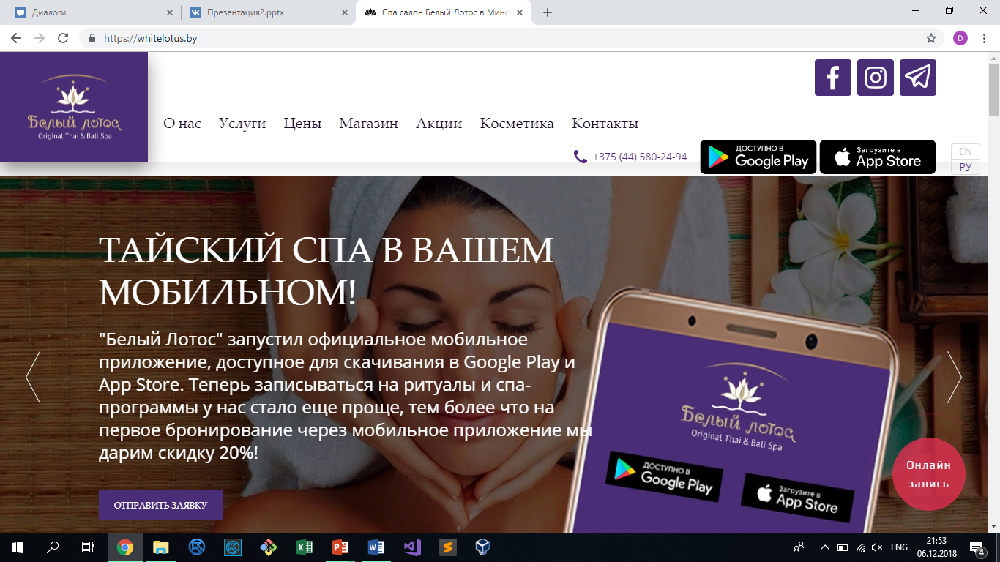 Диалоги
Презентация2.pptx
Спа салон Белый Лотос в Минс
https://whitelotus.by
D
Белый лотос
Original Thai & Bali Spa
О нас Услуги Цены Магазин Акции Косметика Контакты
+375 (44) 580-24-94
ДОСТУПНО В
Google Play
Загрузите в
App Store
EN
РУ
ТАЙСКИЙ СПА В ВАШЕМ
МОБИЛЬНОМ!
"Белый Лотос" запустил официальное мобильное
приложение, доступное для скачивания в Google Play и
App Store. Теперь записываться на ритуалы и спа-
программы у нас стало еще проще, тем более что на
первое бронирование через мобильное приложение мы
дарим скидку 20%!
ОТПРАВИТЬ ЗАЯВКУ
Белый лотос
Original Thai & Bali Spa
ДОСТУПНО В
Google Play
Загрузите в
App Store
Онлайн
запись
ENG
21:53
06.12.2018
4